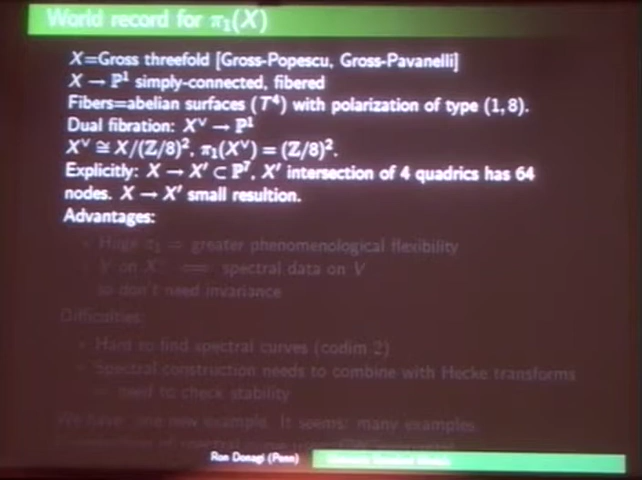 World record for π₁(X)
X=Gross threefold [Gross-Popescu, Gross-Pavanelli]
X → ℙ¹ simply-connected, fibered
Fibers=abelian surfaces (T⁴) with polarization of type (1, 8).
Dual fibration: X∨ → ℙ¹
X∨ ≅ X/(ℤ/8)², π₁(X∨) = (ℤ/8)².
Explicitly: X → X′ ⊂ ℙ⁷, X′ intersection of 4 quadrics has 64
nodes. X → X′ small resultion.
Advantages:
Huge π₁ = greater phenomenological flexibility
V on X ⟹ spectral data on V
so don't need invariance
Difficulties:
Hard to find spectral curves (codim 2)
Spectral construction needs to combine with Hecke transforms
need to check stability
We have one new example. It seems: many examples
Ron Donagi (Penn)